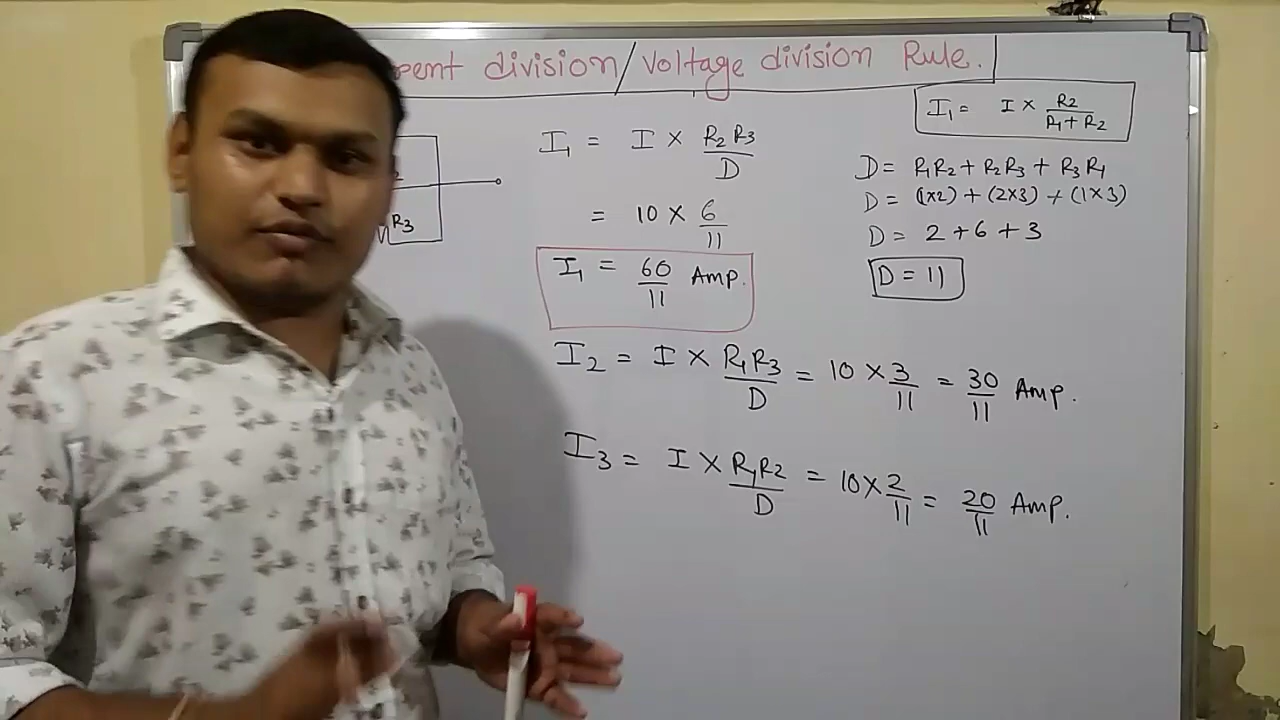 rent division/Voltage division Rule.
I₁ = I × R₂/R₁+R₂
R₃
I₁ = I × R₂R₃/D
= 10 × 6/11
I₁ = 60/11 Amp.
D = R₁R₂ + R₂R₃ + R₃R₁
D = (1×2) + (2×3) + (1×3)
D = 2+6+3
D = 11
I₂ = I × R₁R₃/D = 10 × 3/11 = 30/11 Amp.
I₃ = I × R₁R₂/D = 10 × 2/11 = 20/11 Amp.